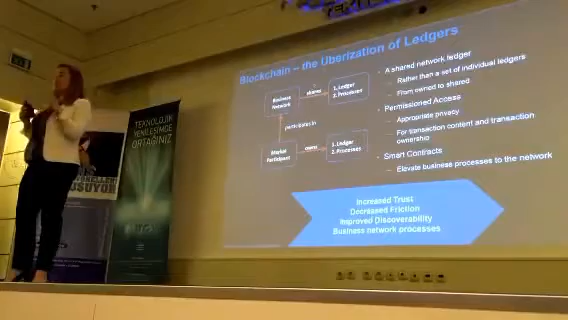 Blockchain – the Uberization of Ledgers
- A shared network ledger
- Rather than a set of individual ledgers
- From owned to shared
- Permissioned Access
- Appropriate privacy
- For transaction content and transaction ownership
- Smart Contracts
- Elevate business processes to the network
Business Network
shares
1. Ledger
2. Processes
participates in
Market Participant
owns
1. Ledger
2. Processes
Increased Trust
Decreased Friction
Improved Discoverability
Business network processes
TEKNOLOJİK
YENİLEŞİMDE
ORTAĞINIZ